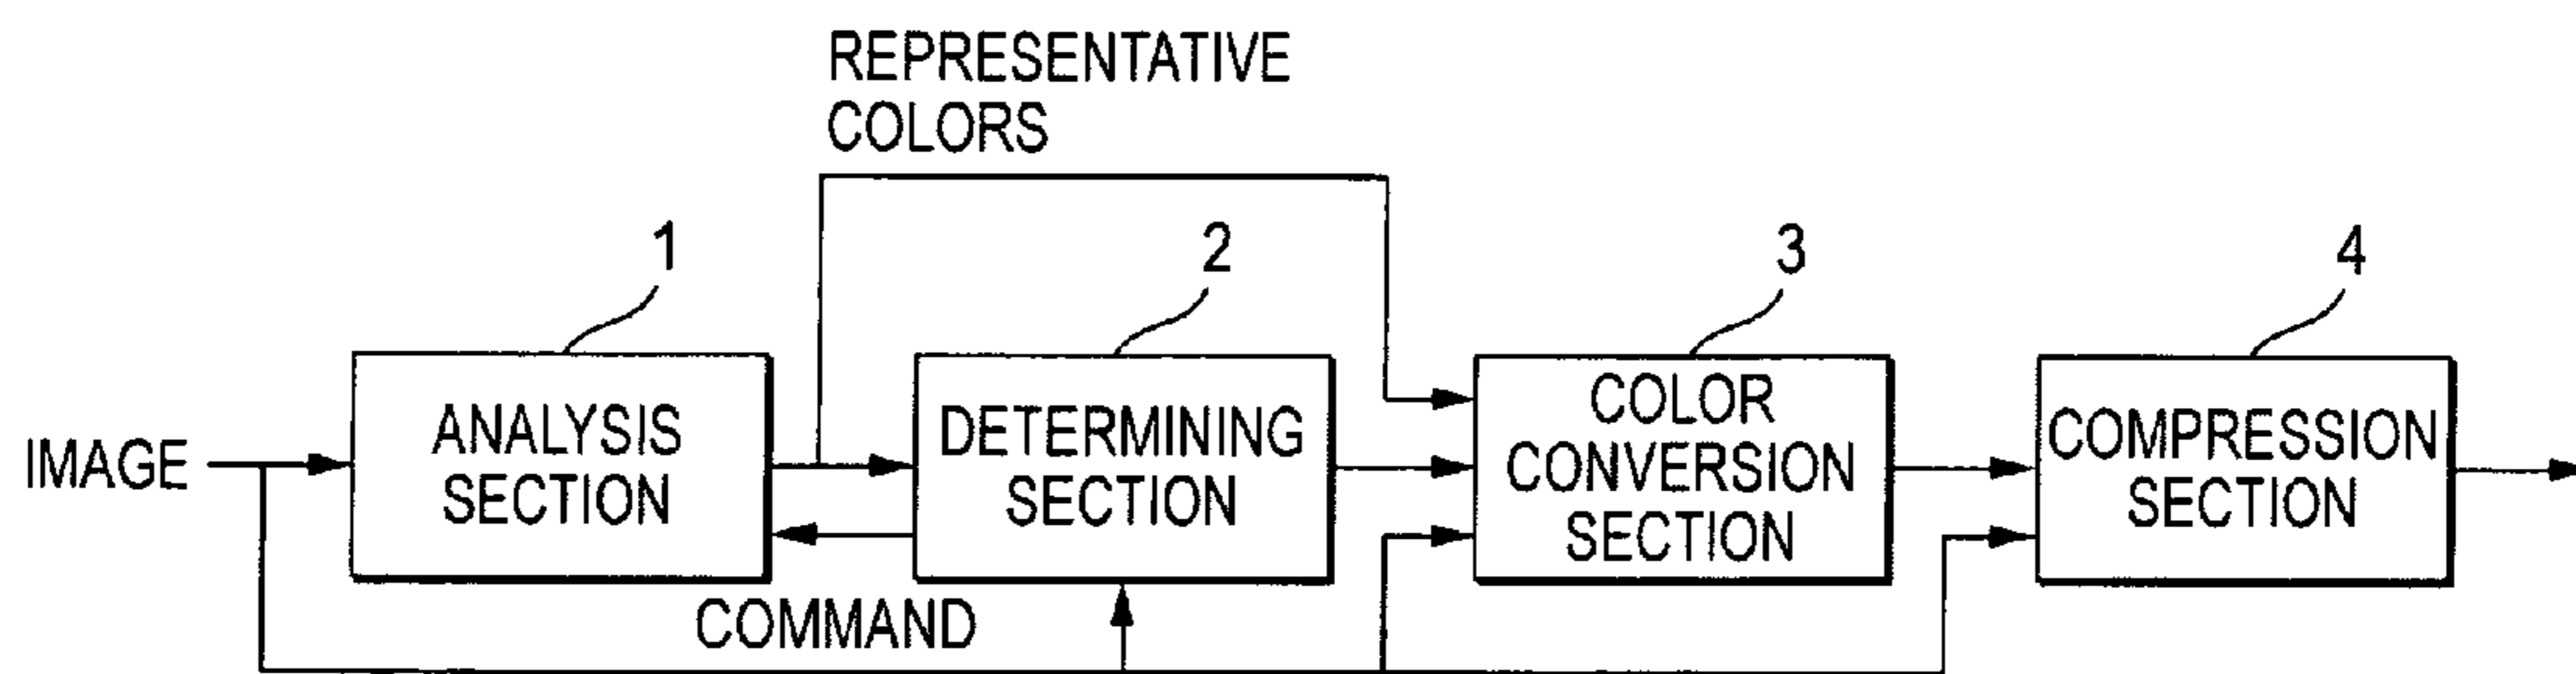 REPRESENTATIVE
COLORS
1
2
3
4
IMAGE
ANALYSIS
SECTION
DETERMINING
SECTION
COLOR
CONVERSION
SECTION
COMPRESSION
SECTION
COMMAND